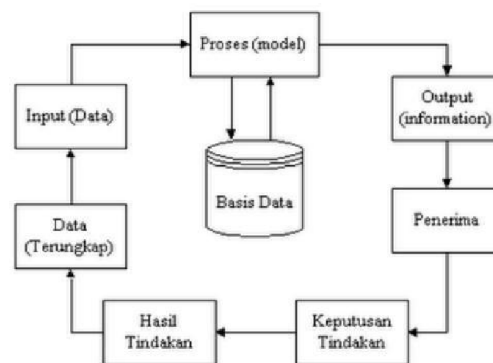 Proses (model)
Input (Data)
Output
(information)
Basis Data
Data
(Terungkap)
Penerima
Hasil
Tindakan
Keputusan
Tindakan